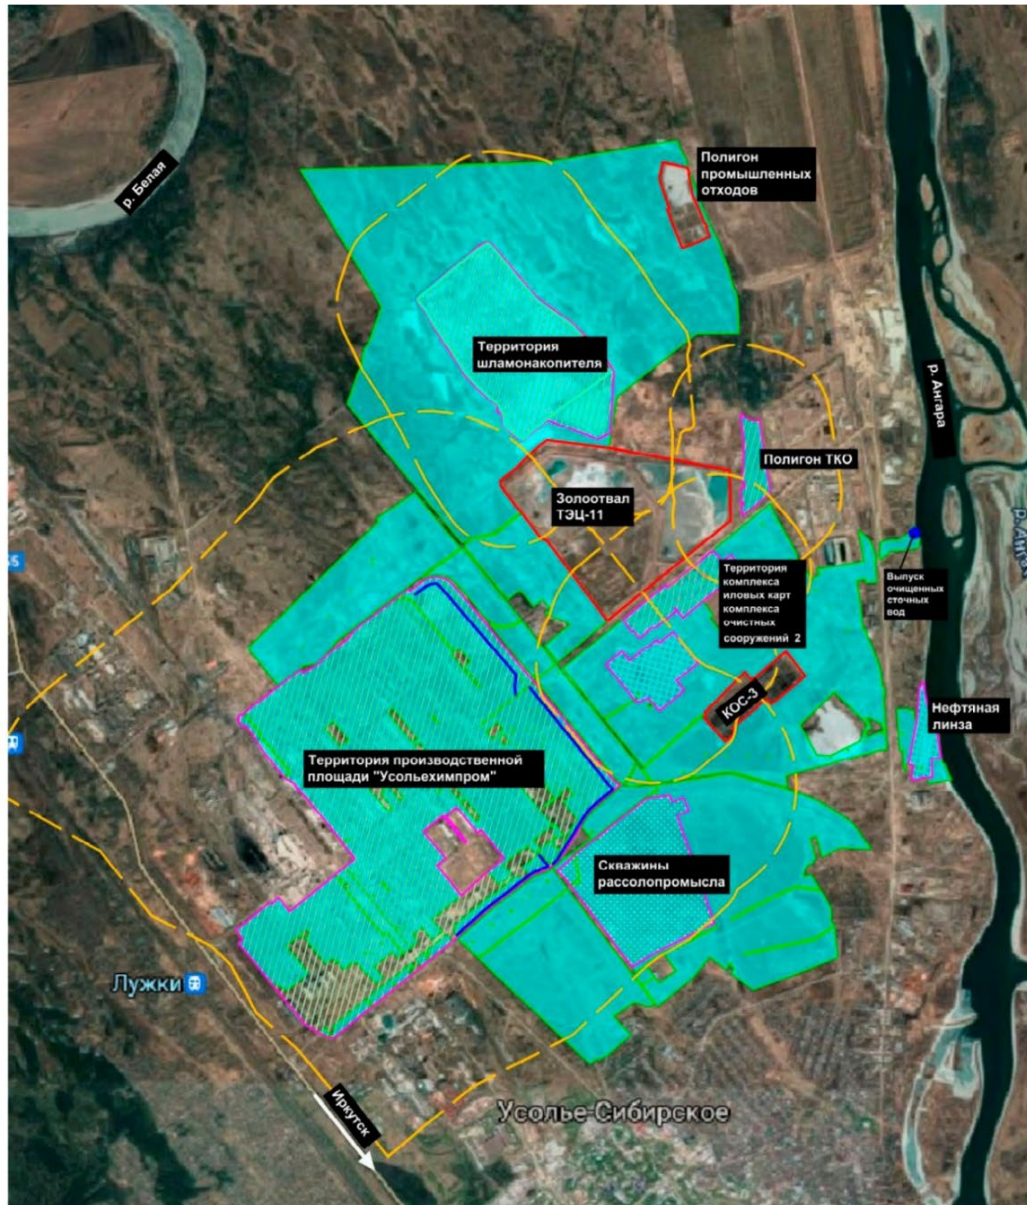 р. Белая
Полигон
промышленных
отходов
Территория
шламонакопителя
р. Ангара
Полигон ТКО
Золоотвал
ТЭЦ-11
Территория
комплекса
иловых карт
комплекса
очистных
сооружений 2
Выпуск
очищенных
сточных
вод
КОС-3
Нефтяная
линза
Территория производственной
площади "Усольехимпром"
Скважины
рассолопромысла
Лужки
Иркутск
Усолье-Сибирское